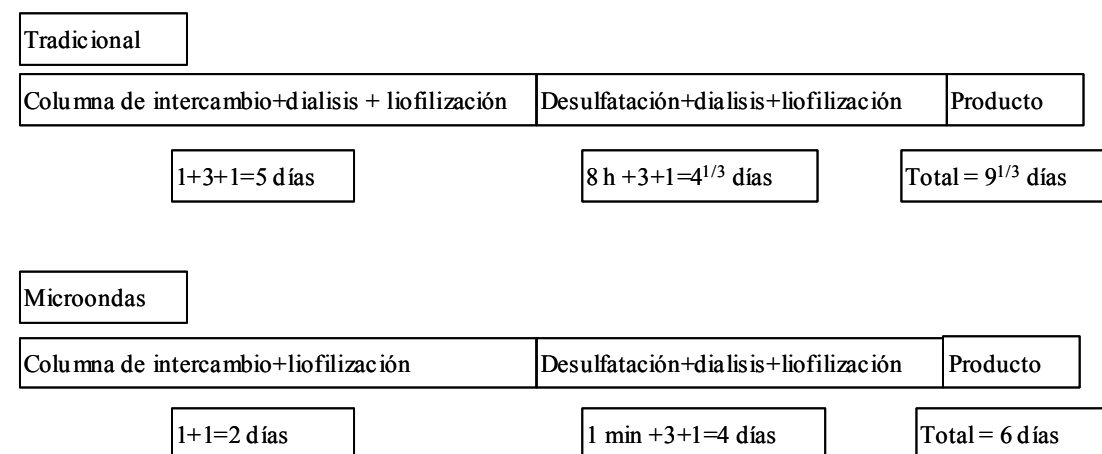 Tradicional
Columna de intercambio+dialisis + liofilización Desulfatación+dialisis+liofilización Producto
1+3+1=5 días 8 h +3+1=4^1/3 días Total = 9^1/3 días
Microondas
Columna de intercambio+liofilización Desulfatación+dialisis+liofilización Producto
1+1=2 días 1 min +3+1=4 días Total = 6 días